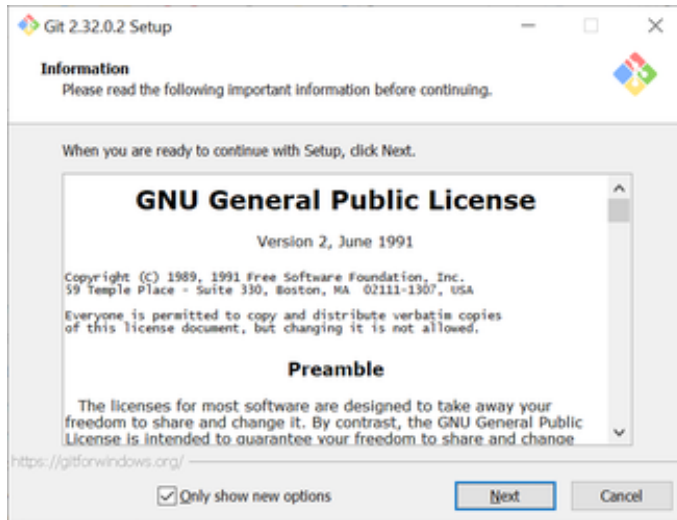 Git 2.32.0.2 Setup
Information
Please read the following important information before continuing.
When you are ready to continue with Setup, click Next.
GNU General Public License
Version 2, June 1991
Copyright (C) 1989, 1991 Free Software Foundation, Inc.
59 Temple Place - Suite 330, Boston, MA  02111-1307, USA
Everyone is permitted to copy and distribute verbatim copies
of this license document, but changing it is not allowed.
Preamble
The licenses for most software are designed to take away your
freedom to share and change it. By contrast, the GNU General Public
License is intended to guarantee your freedom to share and change
https://gitforwindows.org/
Only show new options
Next
Cancel